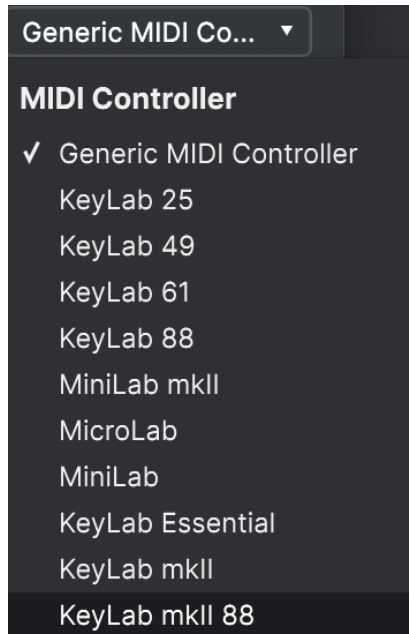 Generic MIDI Co... ▼
MIDI Controller
✓ Generic MIDI Controller
KeyLab 25
KeyLab 49
KeyLab 61
KeyLab 88
MiniLab mkII
MicroLab
MiniLab
KeyLab Essential
KeyLab mkII
KeyLab mkII 88